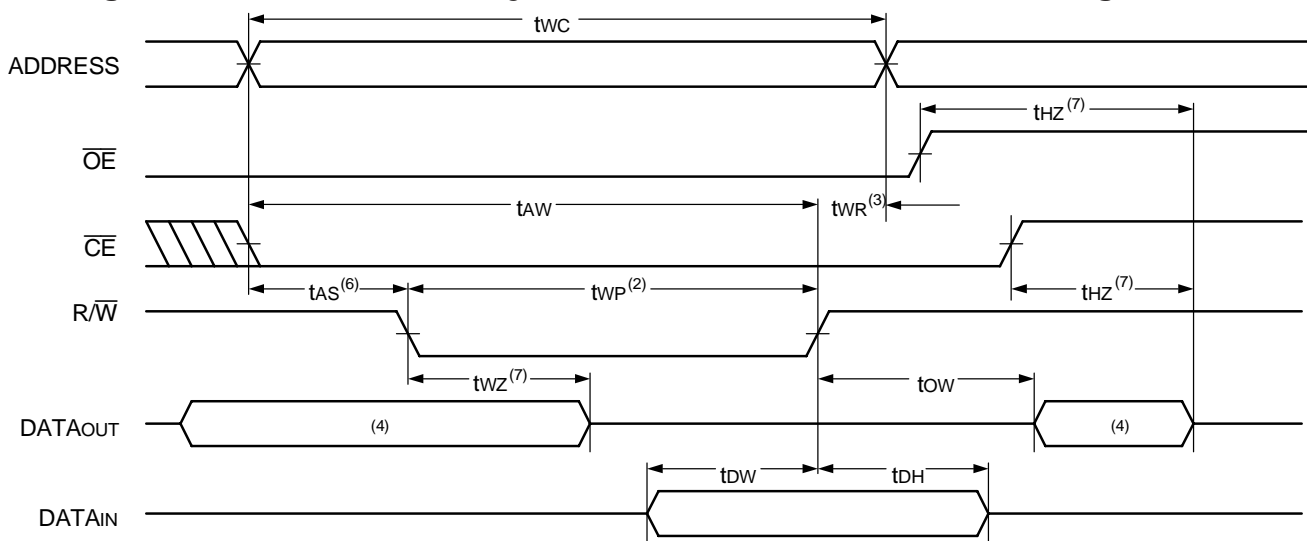 tWC
ADDRESS
tHZ(7)
OE
tAW
tWR(3)
CE
tAS(6)
tWP(2)
tHZ(7)
R/W
tWZ(7)
tOW
DATAOUT
(4)
(4)
tDW
tDH
DATAIN